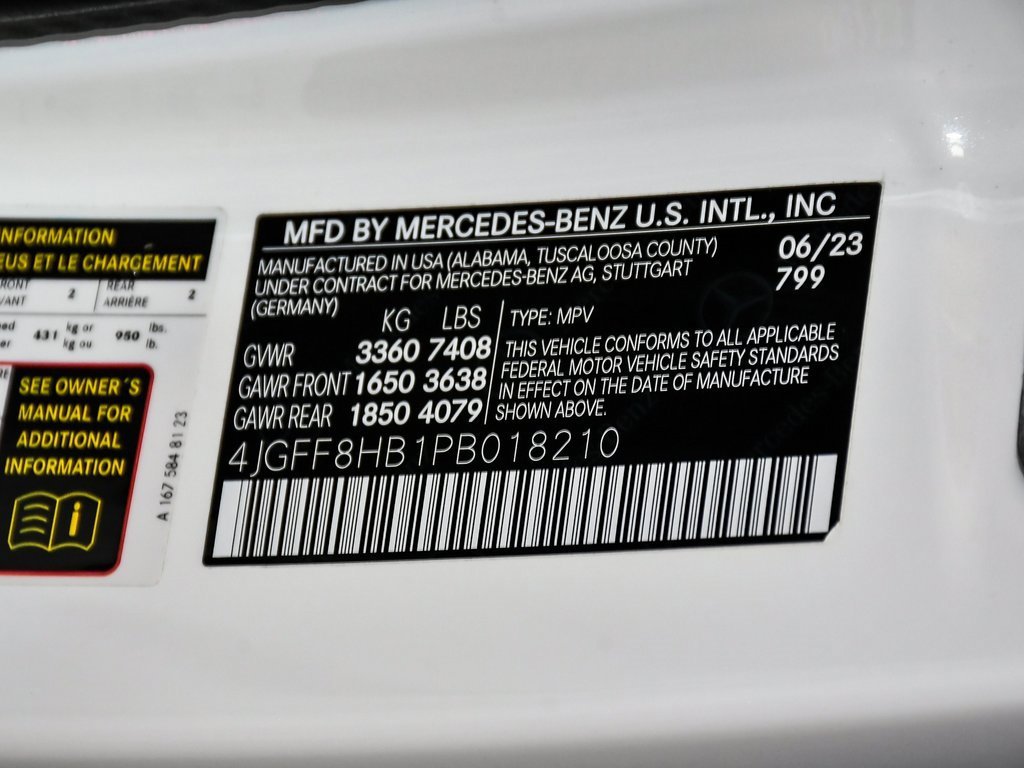 NFORMATION
EUS ET LE CHARGEMENT
RONT
VANT
2
REAR
ARRIÈRE
2
431
kg or
kg ou
950
lbs.
lb.
SEE OWNER´S
MANUAL FOR
ADDITIONAL
INFORMATION
i
A 167 584 81 23
MFD BY MERCEDES-BENZ U.S. INTL., INC
MANUFACTURED IN USA (ALABAMA, TUSCALOOSA COUNTY)
UNDER CONTRACT FOR MERCEDES-BENZ AG, STUTTGART
(GERMANY)
06/23
799
KG LBS
GVWR 3360 7408
GAWR FRONT 1650 3638
GAWR REAR 1850 4079
TYPE: MPV
THIS VEHICLE CONFORMS TO ALL APPLICABLE
FEDERAL MOTOR VEHICLE SAFETY STANDARDS
IN EFFECT ON THE DATE OF MANUFACTURE
SHOWN ABOVE.
4JGFF8HB1PB018210